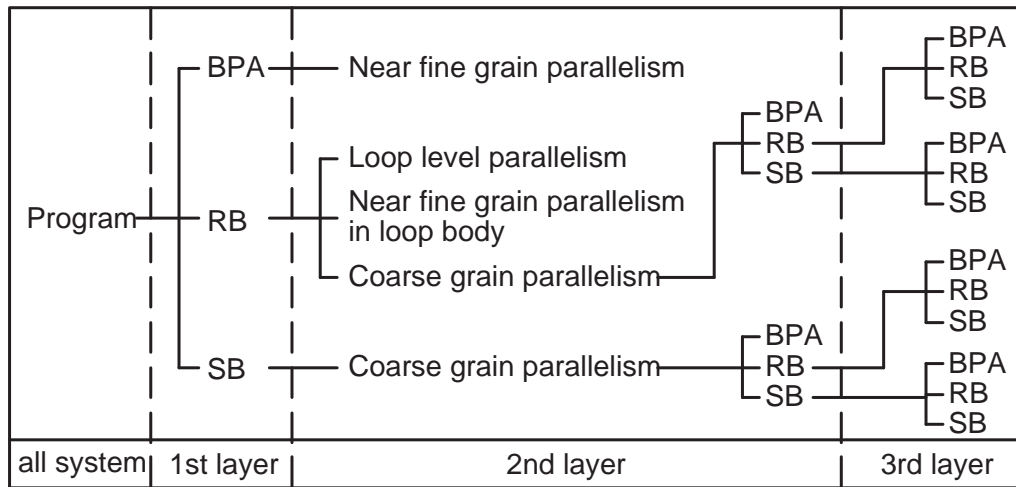 BPA
RB
SB
BPA
Near fine grain parallelism
BPA
RB
SB
BPA
RB
SB
Loop level parallelism
Program
RB
Near fine grain parallelism
in loop body
Coarse grain parallelism
BPA
RB
SB
SB
Coarse grain parallelism
BPA
RB
SB
BPA
RB
SB
all system
1st layer
2nd layer
3rd layer